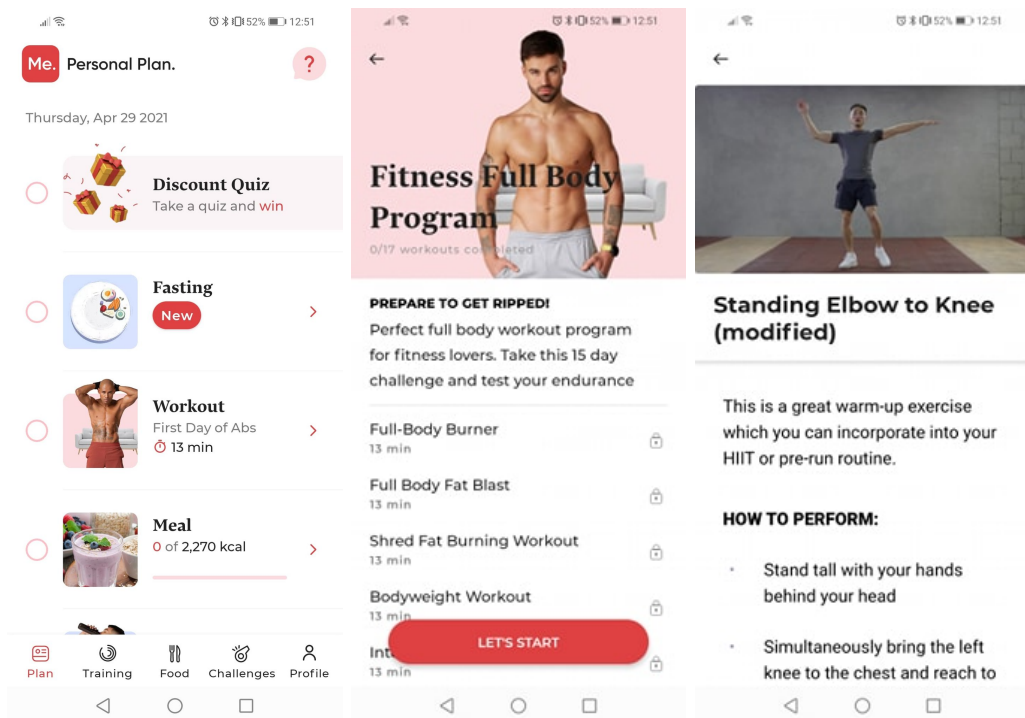 52% 12:51
Me. Personal Plan.
?
Thursday, Apr 29 2021
Discount Quiz
Take a quiz and win
Fasting
New
Workout
First Day of Abs
13 min
Meal
0 of 2,270 kcal
Plan
Training
Food
Challenges
Profile
52% 12:51
Fitness Full Body
Program
0/17 workouts completed
PREPARE TO GET RIPPED!
Perfect full body workout program
for fitness lovers. Take this 15 day
challenge and test your endurance
Full-Body Burner
13 min
Full Body Fat Blast
13 min
Shred Fat Burning Workout
13 min
Bodyweight Workout
13 min
LET'S START
Int
13 min
52% 12:51
Standing Elbow to Knee
(modified)
This is a great warm-up exercise
which you can incorporate into your
HIIT or pre-run routine.
HOW TO PERFORM:
· Stand tall with your hands
behind your head
· Simultaneously bring the left
knee to the chest and reach to